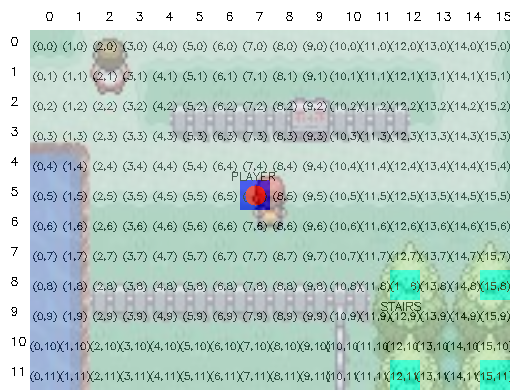 0 1 2 3 4 5 6 7 8 9 10 11 12 13 14 15
0 (0,0) (1,0) (2,0) (3,0) (4,0) (5,0) (6,0) (7,0) (8,0) (9,0) (10,0) (11,0) (12,0) (13,0) (14,0) (15,0)
1 (0,1) (1,1) (2,1) (3,1) (4,1) (5,1) (6,1) (7,1) (8,1) (9,1) (10,1) (11,1) (12,1) (13,1) (14,1) (15,1)
2 (0,2) (1,2) (2,2) (3,2) (4,2) (5,2) (6,2) (7,2) (8,2) (9,2) (10,2) (11,2) (12,2) (13,2) (14,2) (15,2)
3 (0,3) (1,3) (2,3) (3,3) (4,3) (5,3) (6,3) (7,3) (8,3) (9,3) (10,3) (11,3) (12,3) (13,3) (14,3) (15,3)
4 (0,4) (1,4) (2,4) (3,4) (4,4) (5,4) (6,4) (7,4) (8,4) (9,4) (10,4) (11,4) (12,4) (13,4) (14,4) (15,4)
PLAYER
5 (0,5) (1,5) (2,5) (3,5) (4,5) (5,5) (6,5) (8,5) (9,5) (10,5) (11,5) (12,5) (13,5) (14,5) (15,5)
6 (0,6) (1,6) (2,6) (3,6) (4,6) (5,6) (6,6) (7,6) (8,6) (9,6) (10,6) (11,6) (12,6) (13,6) (14,6) (15,6)
7 (0,7) (1,7) (2,7) (3,7) (4,7) (5,7) (6,7) (7,7) (8,7) (9,7) (10,7) (11,7) (12,7) (13,7) (14,7) (15,7)
8 (0,8) (1,8) (2,8) (3,8) (4,8) (5,8) (6,8) (7,8) (8,8) (9,8) (10,8) (11,8) (13,8) (14,8) (15,8)
STAIRS
9 (0,9) (1,9) (2,9) (3,9) (4,9) (5,9) (6,9) (7,9) (8,9) (9,9) (10,9) (11,9) (12,9) (13,9) (14,9) (15,9)
10 (0,10) (1,10) (2,10) (3,10) (4,10) (5,10) (6,10) (7,10) (8,10) (9,10) (10,10) (11,10) (12,10) (13,10) (14,10) (15,10)
11 (0,11) (1,11) (2,11) (3,11) (4,11) (5,11) (6,11) (7,11) (8,11) (9,11) (10,11) (11,11) (12,11) (13,11) (14,11) (15,11)